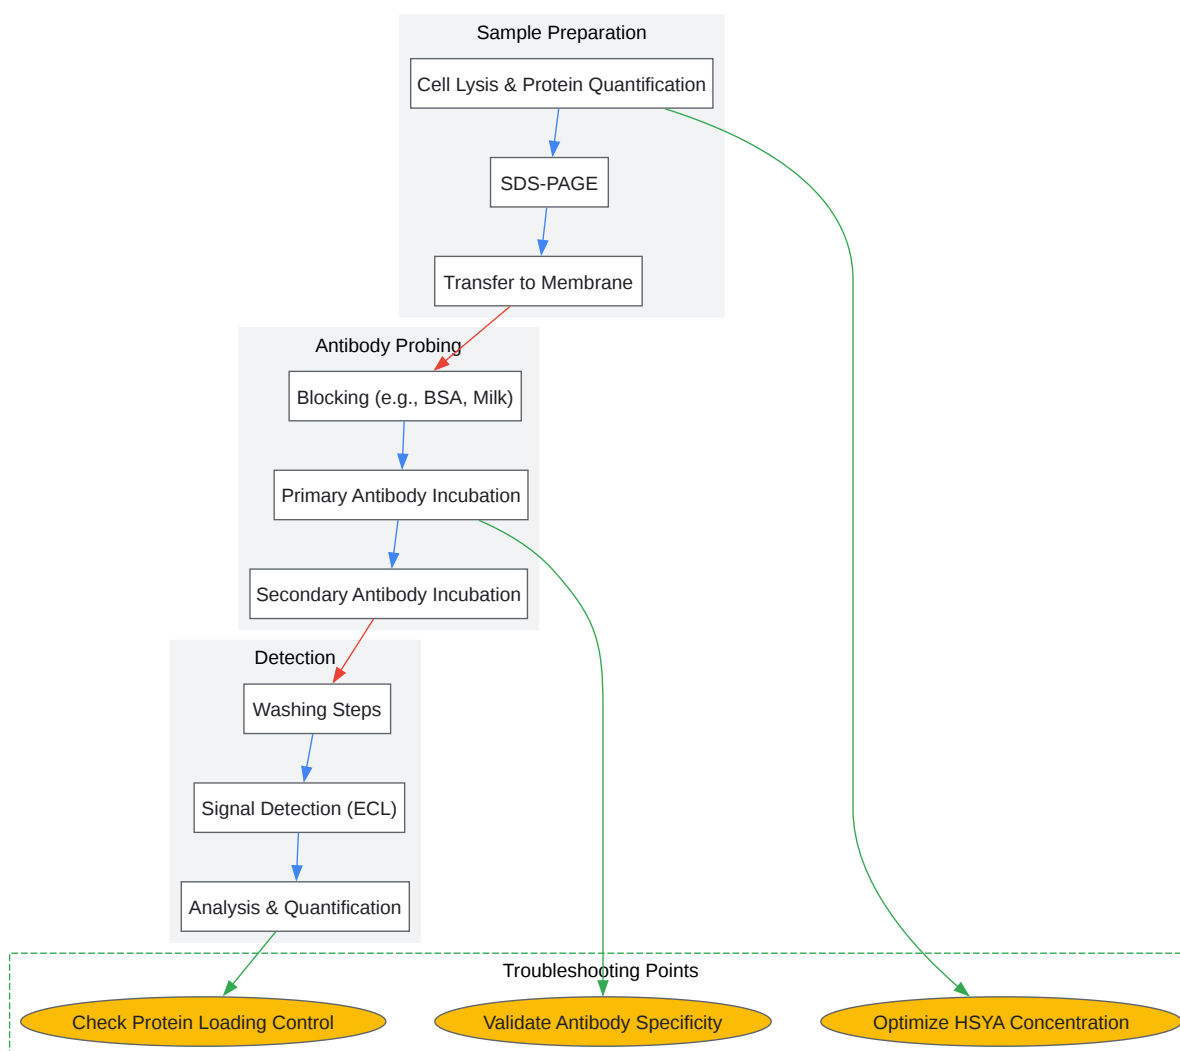 Sample Preparation
Cell Lysis & Protein Quantification
SDS-PAGE
Transfer to Membrane
Antibody Probing
Blocking (e.g., BSA, Milk)
Primary Antibody Incubation
Secondary Antibody Incubation
Detection
Washing Steps
Signal Detection (ECL)
Analysis & Quantification
Troubleshooting Points
Check Protein Loading Control
Validate Antibody Specificity
Optimize HSYA Concentration